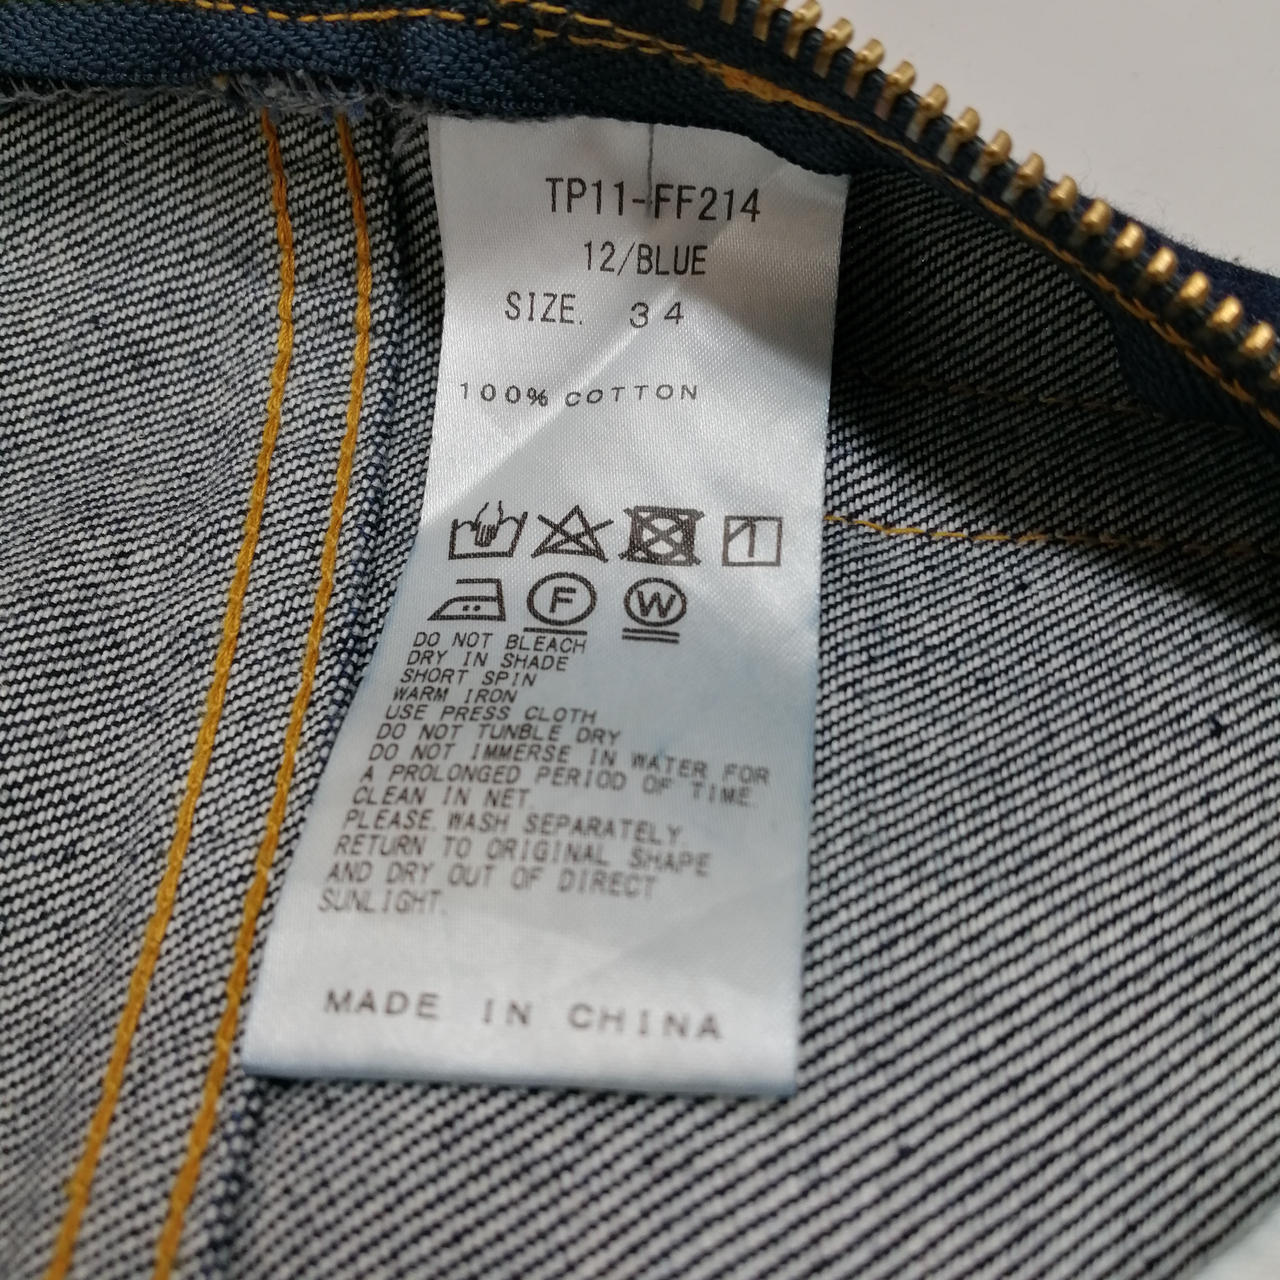 TP11-FF214
12/BLUE
SIZE. 34
100% COTTON
F W
DO NOT BLEACH
DRY IN SHADE
SHORT SPIN
WARM IRON
USE PRESS CLOTH
DO NOT TUNBLE DRY
DO NOT IMMERSE IN WATER FOR
A PROLONGED PERIOD OF TIME.
CLEAN IN NET.
PLEASE.WASH SEPARATELY.
RETURN TO ORIGINAL SHAPE
AND DRY OUT OF DIRECT
SUNLIGHT.
MADE IN CHINA